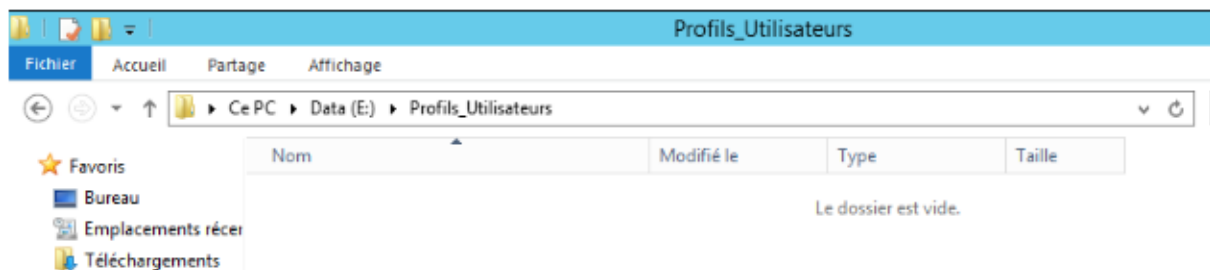 Profils_Utilisateurs
Fichier Accueil Partage Affichage
Ce PC Data (E:) Profils_Utilisateurs
Favoris Nom Modifié le Type Taille
Bureau Le dossier est vide.
Emplacements récer
Téléchargements